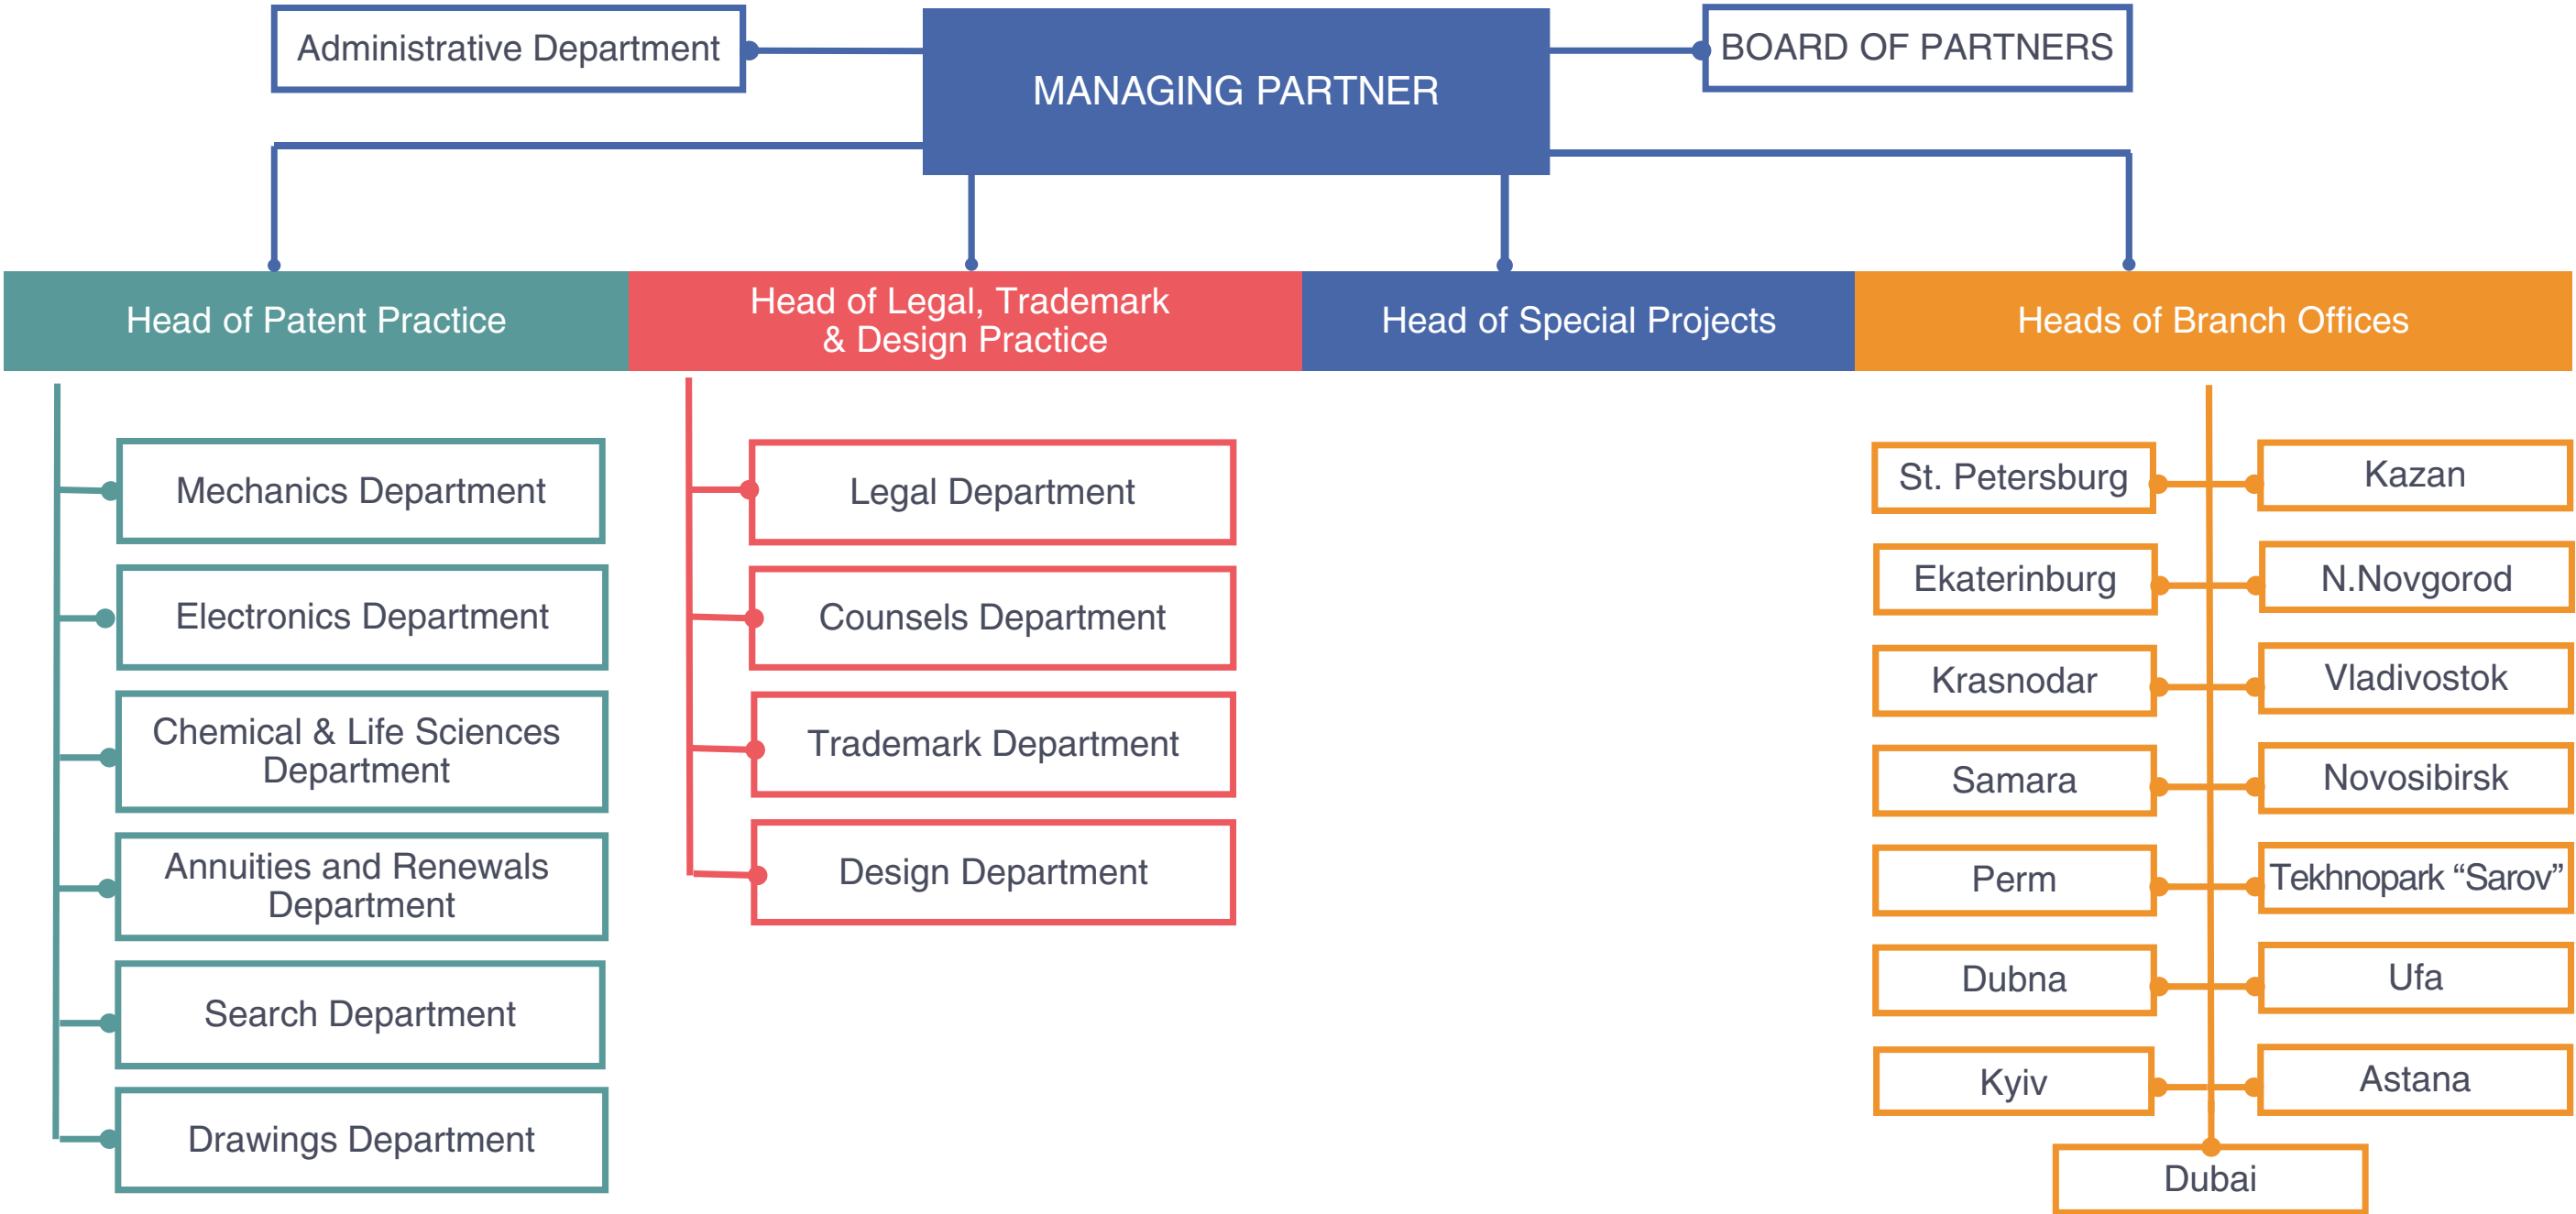 Administrative Department
MANAGING PARTNER
BOARD OF PARTNERS
Head of Patent Practice
Head of Legal, Trademark
& Design Practice
Head of Special Projects
Heads of Branch Offices
Mechanics Department
Electronics Department
Chemical & Life Sciences
Department
Annuities and Renewals
Department
Search Department
Drawings Department
Legal Department
Counsels Department
Trademark Department
Design Department
St. Petersburg
Kazan
Ekaterinburg
N.Novgorod
Krasnodar
Vladivostok
Samara
Novosibirsk
Perm
Tekhnopark “Sarov”
Dubna
Ufa
Kyiv
Astana
Dubai